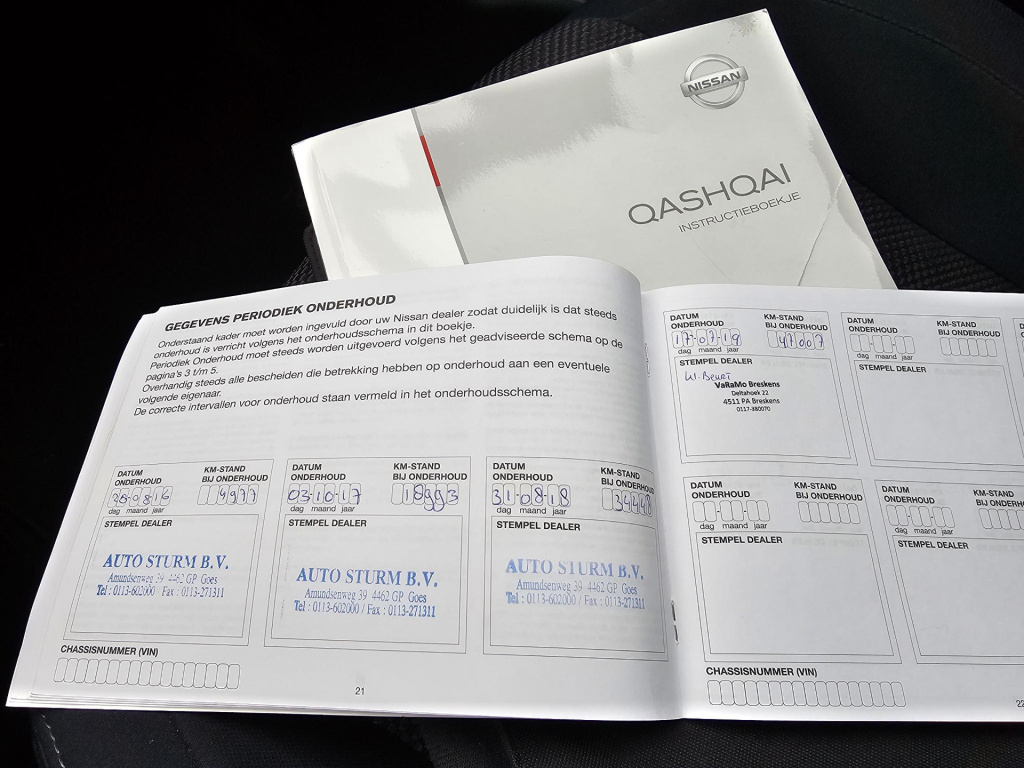 NISSAN
QASHQAI
INSTRUCTIEBOEKJE
GEGEVENS PERIODIEK ONDERHOUD
Onderstaand kader moet worden ingevuld door uw Nissan dealer zodat duidelijk is dat steeds
onderhoud is verricht volgens het onderhoudsschema in dit boekje.
Periodiek Onderhoud moet steeds worden uitgevoerd volgens het geadviseerde schema op de
pagina's 3 t/m 5.
Overhandig steeds alle bescheiden die betrekking hebben op onderhoud aan een eventuele
volgende eigenaar.
De correcte intervallen voor onderhoud staan vermeld in het onderhoudsschema.
DATUM ONDERHOUD KM-STAND BIJ ONDERHOUD
08 16 4977
dag maand jaar
STEMPEL DEALER
AUTO STURM B.V.
Amundsenweg 39 4462 GP Goes
Tel : 0113-602000 / Fax : 0113-271311
DATUM ONDERHOUD KM-STAND BIJ ONDERHOUD
03 10 17 18993
dag maand jaar
STEMPEL DEALER
AUTO STURM B.V.
Amundsenweg 39 4462 GP Goes
Tel : 0113-602000 / Fax : 0113-271311
DATUM ONDERHOUD KM-STAND BIJ ONDERHOUD
31 08 18 34448
dag maand jaar
STEMPEL DEALER
AUTO STURM B.V.
Amundsenweg 39 4462 GP Goes
Tel : 0113-602000 / Fax : 0113-271311
CHASSISNUMMER (VIN)
21
DATUM ONDERHOUD KM-STAND BIJ ONDERHOUD
17 07 19 47007
dag maand jaar
STEMPEL DEALER
W. Beurt
VaRaMo Breskens
Deltahoek 22
4511 PA Breskens
0117-380070
DATUM ONDERHOUD KM-STAND BIJ ONDERHOUD
dag maand jaar
STEMPEL DEALER
DATUM ONDERHOUD KM-STAND BIJ ONDERHOUD
dag maand jaar
STEMPEL DEALER
DATUM ONDERHOUD KM-STAND BIJ ONDERHOUD
dag maand jaar
STEMPEL DEALER
CHASSISNUMMER (VIN)
22